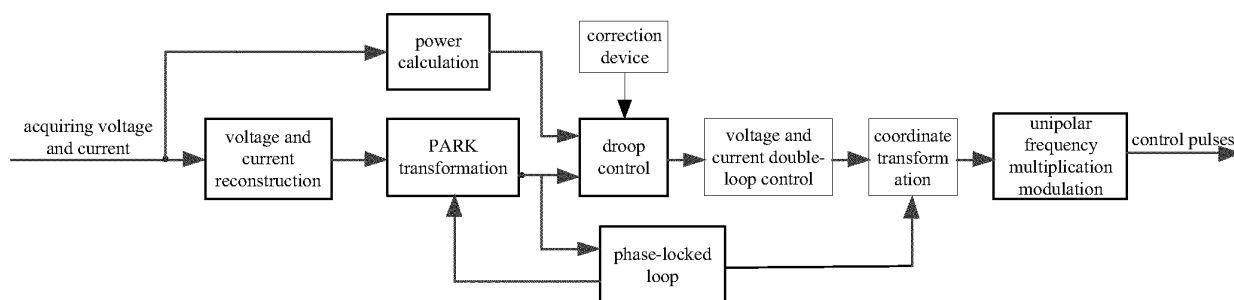 power
calculation
correction
device
acquiring voltage
and current
voltage and
current
reconstruction
PARK
transformation
droop
control
voltage and
current double-
loop control
coordinate
transform
ation
unipolar
frequency
multiplication
modulation
control pulses
phase-locked
loop